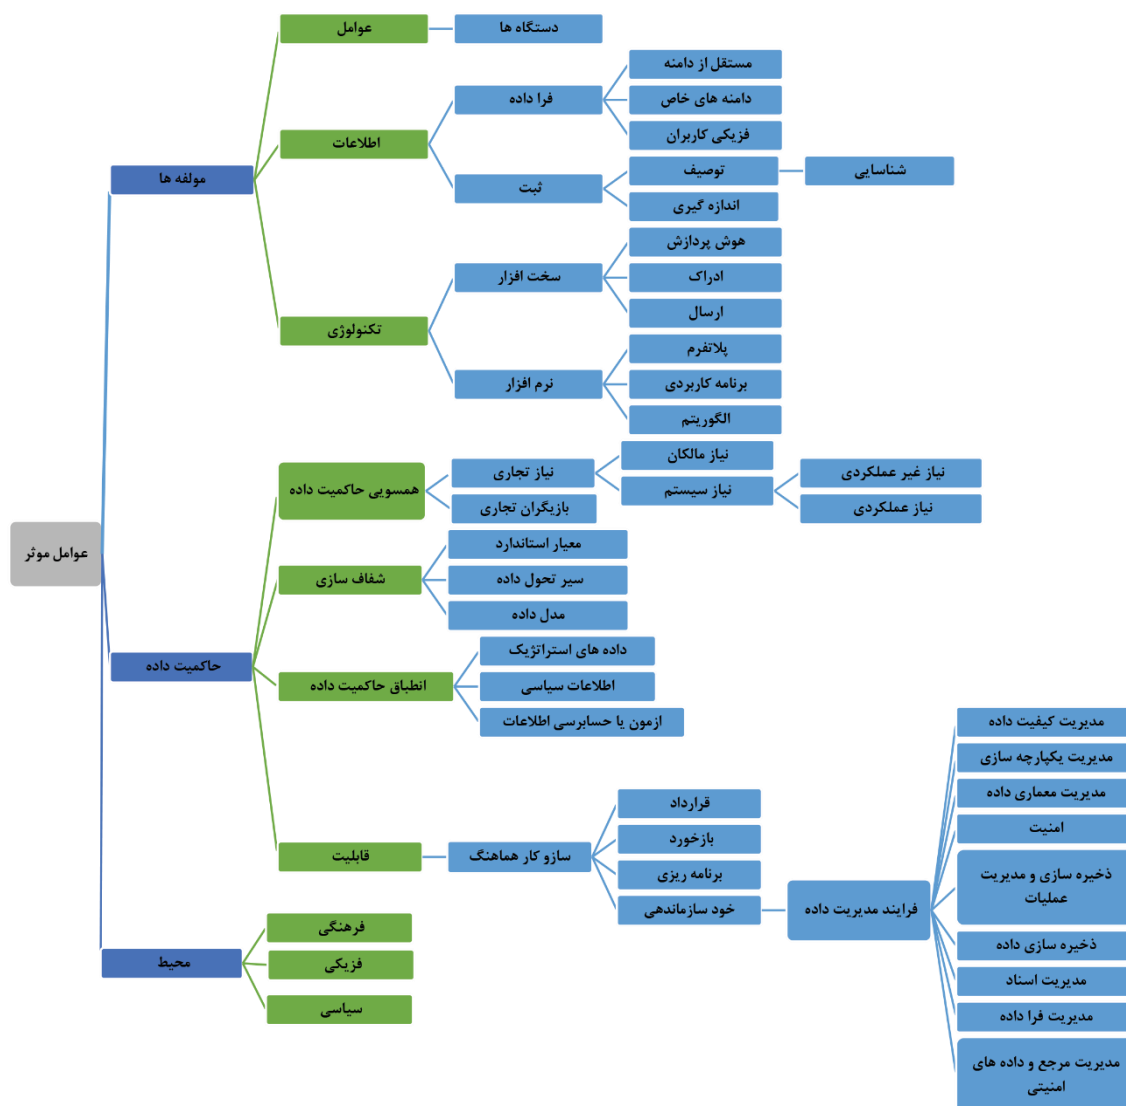 عوامل موثر
مولفه ها
عوامل
دستگاه ها
اطلاعات
فرا داده
مستقل از دامنه
دامنه های خاص
فزیکی کاربران
ثبت
توصیف
شناسایی
اندازه گیری
تکنولوژی
سخت افزار
هوش پردازش
ادراک
ارسال
نرم افزار
پلاتفرم
برنامه کاربردی
الگوریتم
حاکمیت داده
همسویی حاکمیت داده
نیاز تجاری
نیاز مالکان
نیاز سیستم
نیاز غیر عملکردی
نیاز عملکردی
بازیگران تجاری
شفاف سازی
معیار استاندارد
سیر تحول داده
مدل داده
انطباق حاکمیت داده
داده های استراتژیک
اطلاعات سیاسی
ازمون یا حسابرسی اطلاعات
قابلیت
سازو کار هماهنگ
قرارداد
بازخورد
برنامه ریزی
خود سازماندهی
فرایند مدیریت داده
مدیریت کیفیت داده
مدیریت یکپارچه سازی
مدیریت معماری داده
امنیت
ذخیره سازی و مدیریت
عملیات
ذخیره سازی داده
مدیریت اسناد
مدیریت فرا داده
مدیریت مرجع و داده های
امنیتی
محیط
فرهنگی
فزیکی
سیاسی